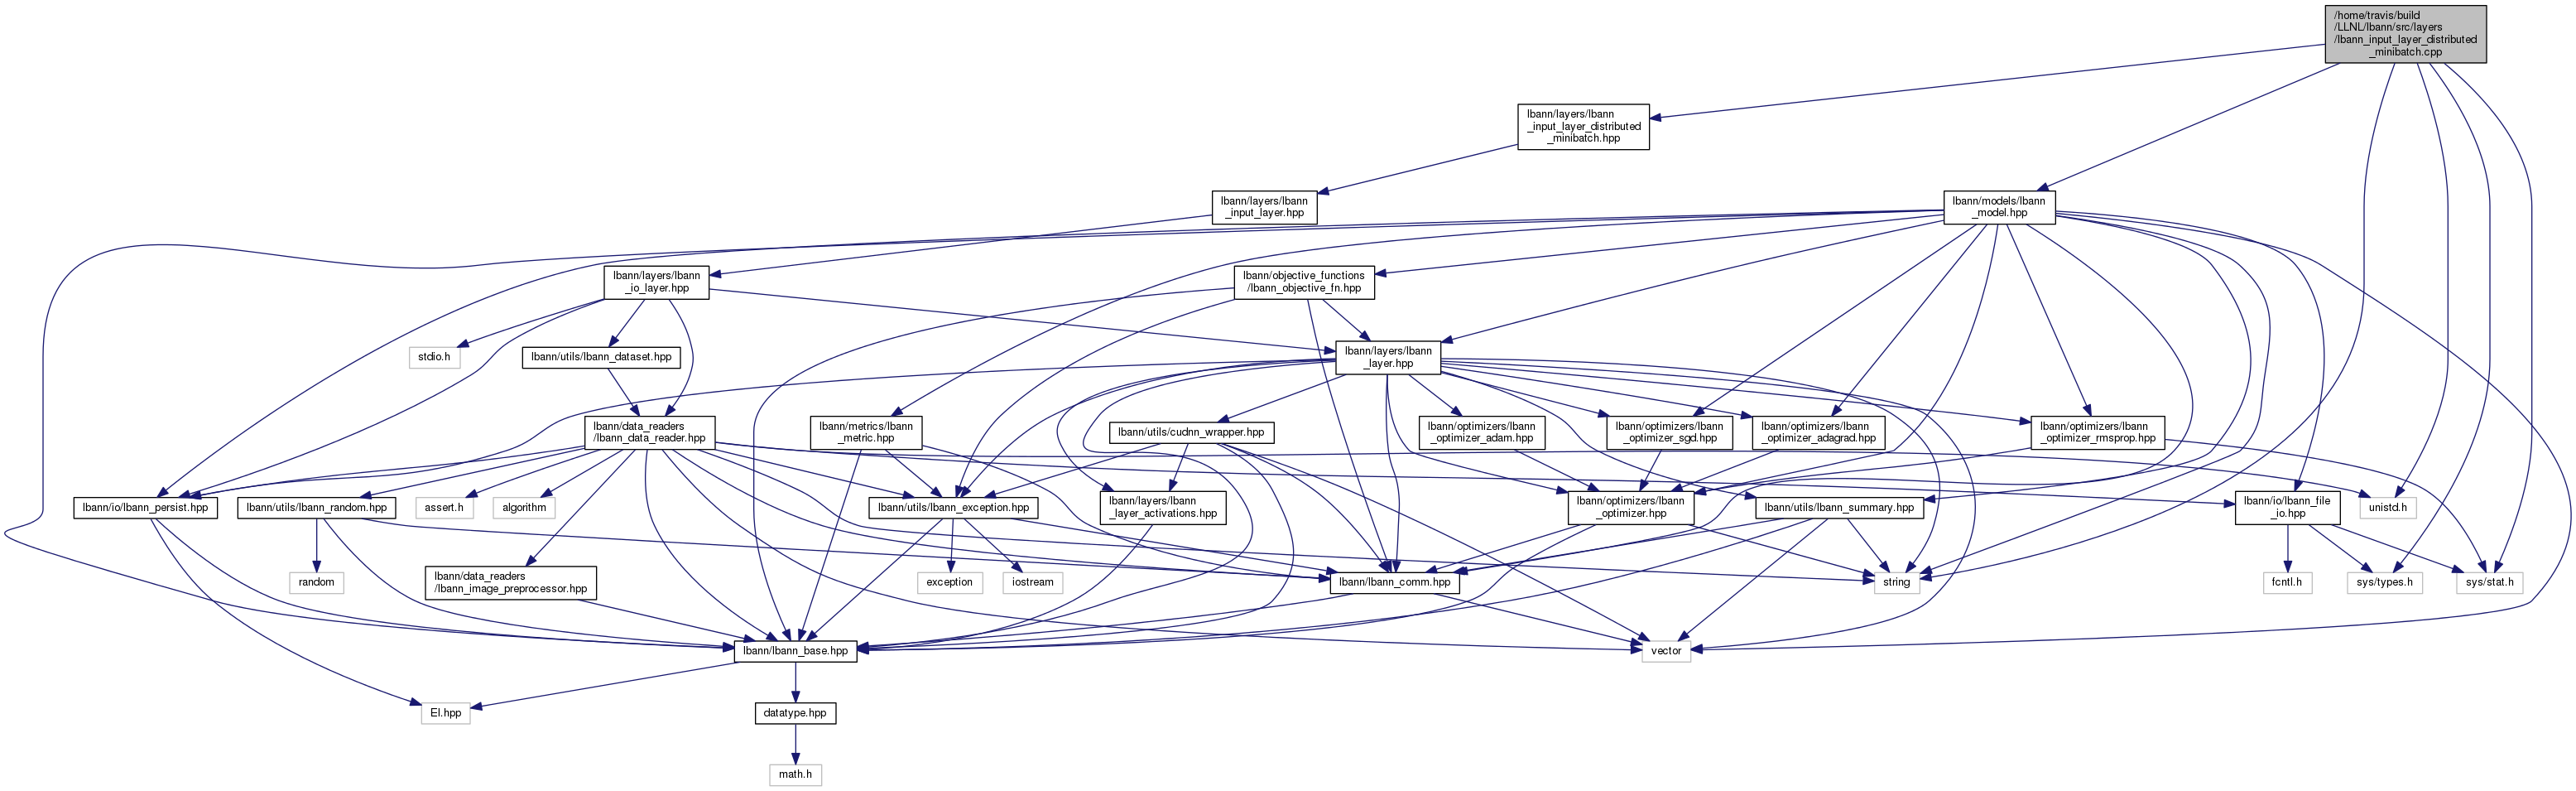 /home/travis/build
/LLNL/lbann/src/layers
/lbann_input_layer_distributed
_minibatch.cpp
lbann/layers/lbann
_input_layer_distributed
_minibatch.hpp
lbann/layers/lbann
_input_layer.hpp
lbann/models/lbann
_model.hpp
lbann/layers/lbann
_io_layer.hpp
lbann/objective_functions
/lbann_objective_fn.hpp
stdio.h
lbann/utils/lbann_dataset.hpp
lbann/layers/lbann
_layer.hpp
lbann/data_readers
/lbann_data_reader.hpp
lbann/metrics/lbann
_metric.hpp
lbann/utils/cudnn_wrapper.hpp
lbann/optimizers/lbann
_optimizer_adam.hpp
lbann/optimizers/lbann
_optimizer_sgd.hpp
lbann/optimizers/lbann
_optimizer_adagrad.hpp
lbann/optimizers/lbann
_optimizer_rmsprop.hpp
lbann/io/lbann_persist.hpp
lbann/utils/lbann_random.hpp
assert.h
algorithm
lbann/utils/lbann_exception.hpp
lbann/layers/lbann
_layer_activations.hpp
lbann/optimizers/lbann
_optimizer.hpp
lbann/utils/lbann_summary.hpp
lbann/io/lbann_file
_io.hpp
unistd.h
random
lbann/data_readers
/lbann_image_preprocessor.hpp
exception
iostream
lbann/lbann_comm.hpp
string
fcntl.h
sys/types.h
sys/stat.h
lbann/lbann_base.hpp
vector
El.hpp
datatype.hpp
math.h